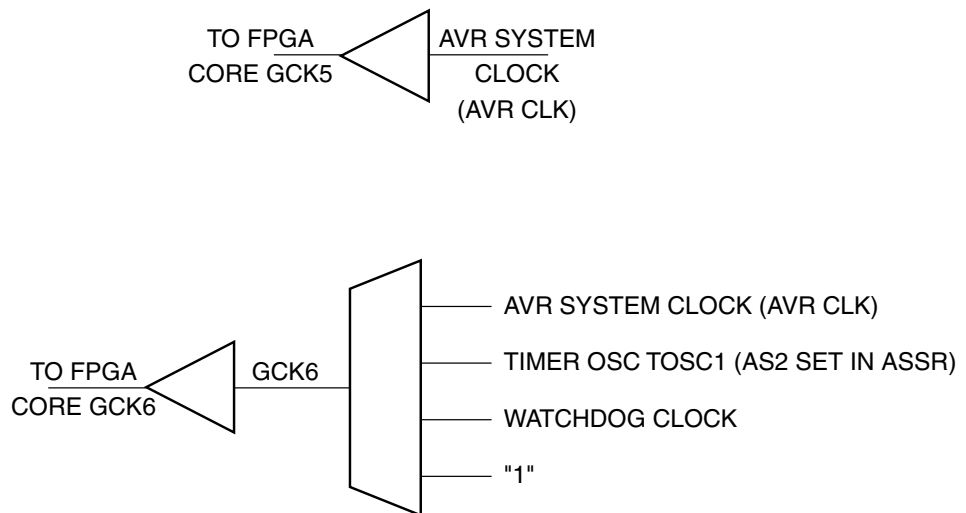 TO FPGA
CORE GCK5
AVR SYSTEM
CLOCK
(AVR CLK)
AVR SYSTEM CLOCK (AVR CLK)
TIMER OSC TOSC1 (AS2 SET IN ASSR)
TO FPGA
CORE GCK6
GCK6
WATCHDOG CLOCK
"1"